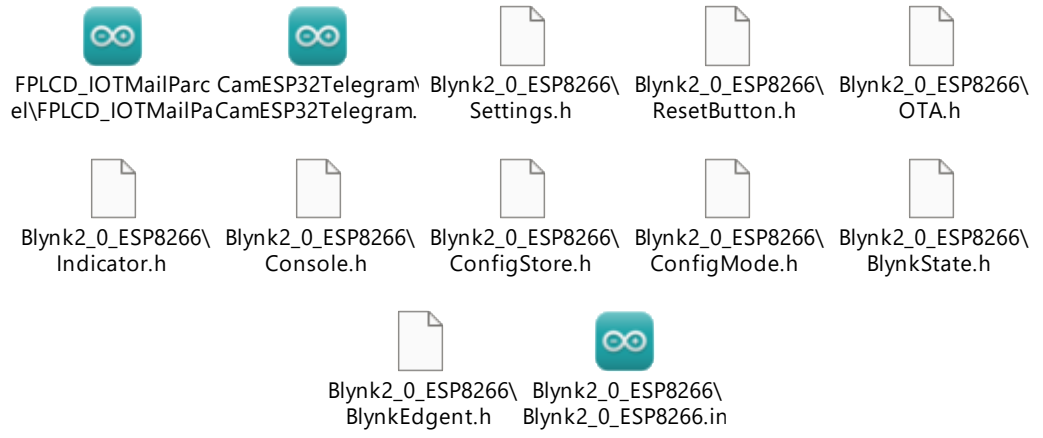 FPLCD_IOTMailParc CamESP32Telegram\ Blynk2_0_ESP8266\ Blynk2_0_ESP8266\ Blynk2_0_ESP8266\
el\FPLCD_IOTMailPa CamESP32Telegram. Settings.h ResetButton.h OTA.h
Blynk2_0_ESP8266\ Blynk2_0_ESP8266\ Blynk2_0_ESP8266\ Blynk2_0_ESP8266\ Blynk2_0_ESP8266\
Indicator.h Console.h ConfigStore.h ConfigMode.h BlynkState.h
Blynk2_0_ESP8266\ Blynk2_0_ESP8266\
BlynkEdgent.h Blynk2_0_ESP8266.in